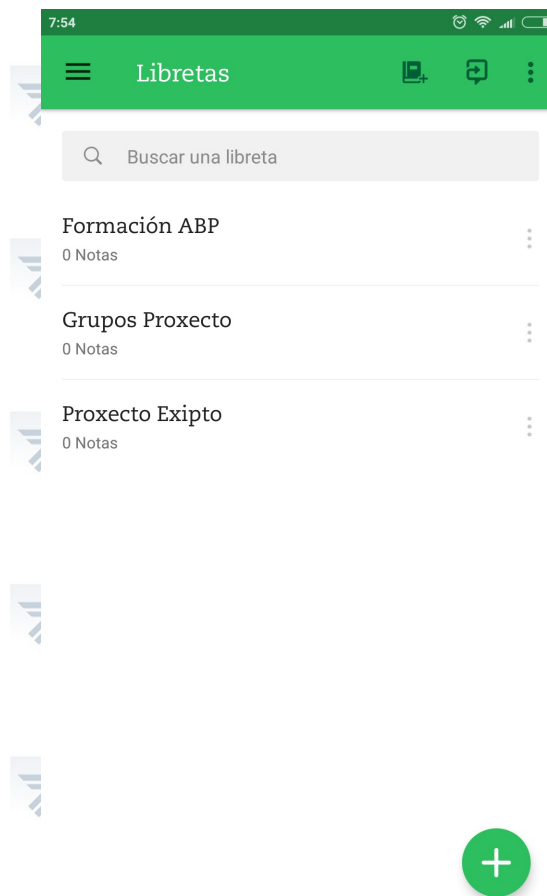 7:54
Libretas
Buscar una libreta
Formación ABP
0 Notas
Grupos Proxecto
0 Notas
Proxecto Exipto
0 Notas